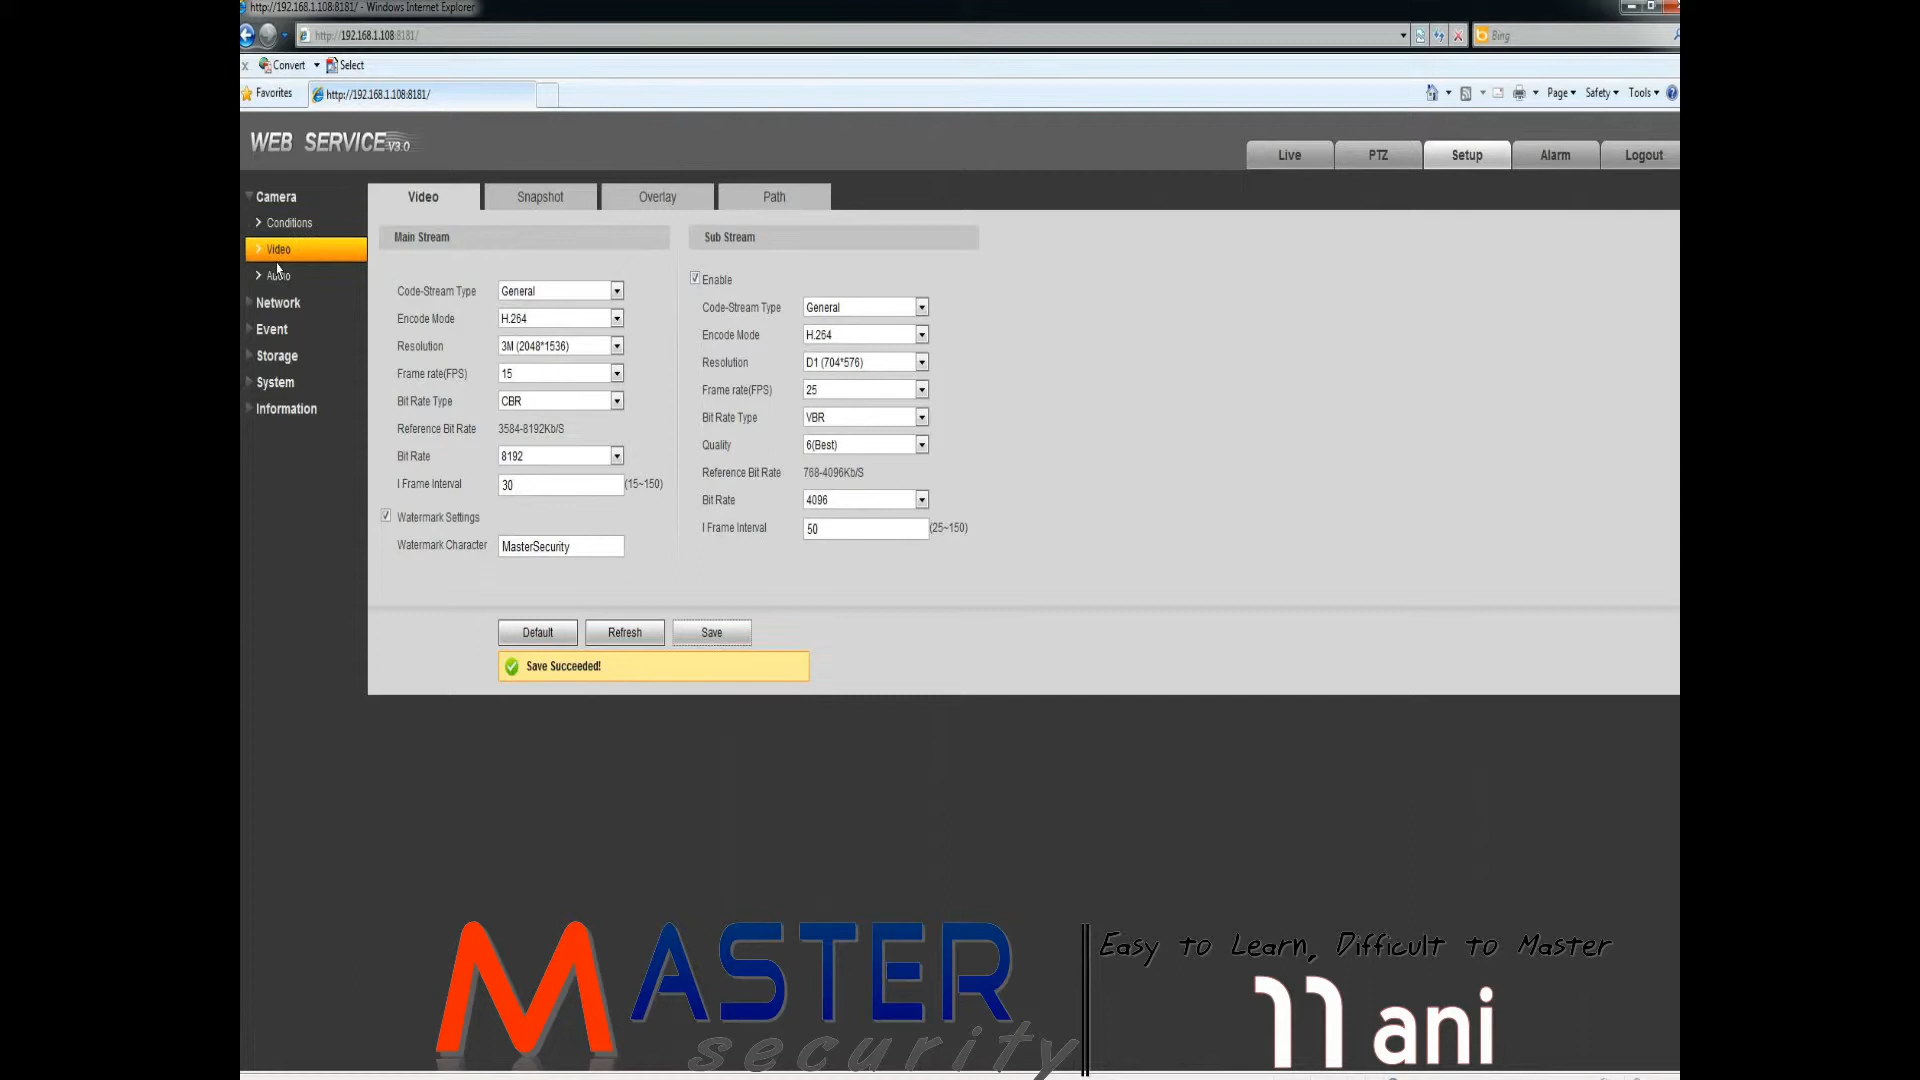 http://192.168.1.108:8181/ - Windows Internet Explorer
http://192.168.1.108:8181/
Bing
x Convert Select
Favorites http://192.168.1.108:8181/
Page Safety Tools
WEB SERVICE V3.0
Live PTZ Setup Alarm Logout
Camera
Conditions
Video
Audio
Network
Event
Storage
System
Information
Video Snapshot Overlay Path
Main Stream
Code-Stream Type General
Encode Mode H.264
Resolution 3M (2048*1536)
Frame rate(FPS) 15
Bit Rate Type CBR
Reference Bit Rate 3584-8192Kb/S
Bit Rate 8192
I Frame Interval 30 (15~150)
Watermark Settings
Watermark Character MasterSecurity
Sub Stream
Enable
Code-Stream Type General
Encode Mode H.264
Resolution D1 (704*576)
Frame rate(FPS) 25
Bit Rate Type VBR
Quality 6(Best)
Reference Bit Rate 768-4096Kb/S
Bit Rate 4096
I Frame Interval 50 (25~150)
Default Refresh Save
Save Succeeded!
MASTER
security
Easy to Learn, Difficult to Master
11 ani